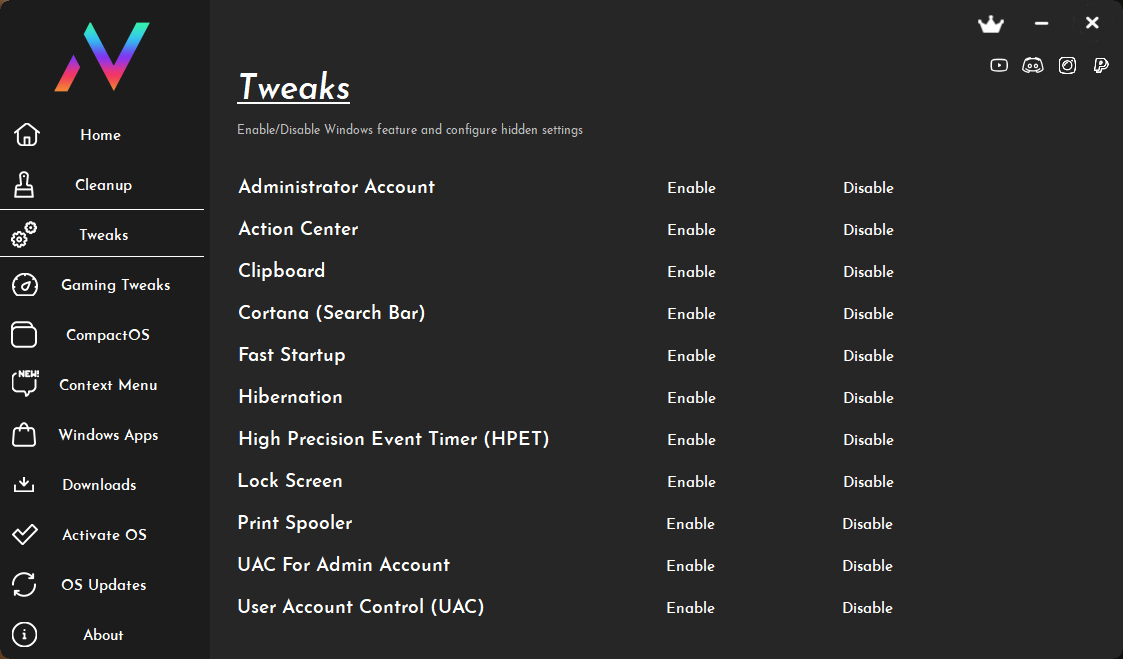 Tweaks
Enable/Disable Windows feature and configure hidden settings
Home
Cleanup
Tweaks
Gaming Tweaks
CompactOS
NEW!
Context Menu
Windows Apps
Downloads
Activate OS
OS Updates
About
Administrator Account Enable Disable
Action Center Enable Disable
Clipboard Enable Disable
Cortana (Search Bar) Enable Disable
Fast Startup Enable Disable
Hibernation Enable Disable
High Precision Event Timer (HPET) Enable Disable
Lock Screen Enable Disable
Print Spooler Enable Disable
UAC For Admin Account Enable Disable
User Account Control (UAC) Enable Disable